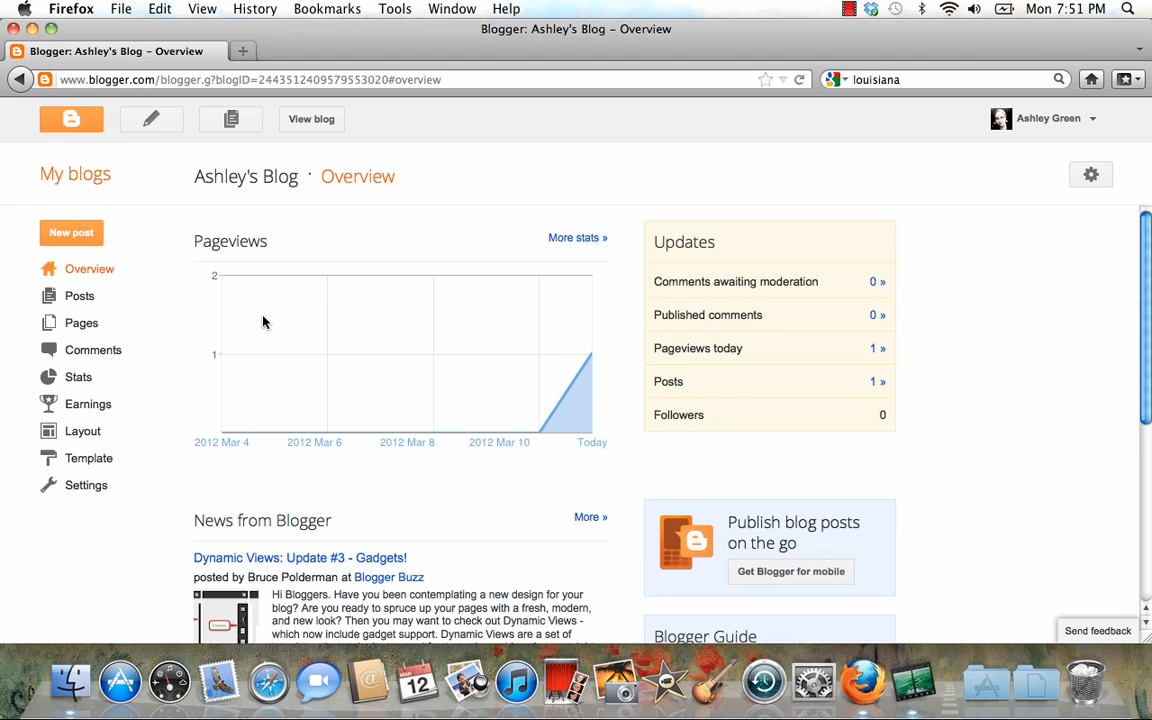 Firefox File Edit View History Bookmarks Tools Window Help Mon 7:51 PM
Blogger: Ashley's Blog – Overview
Blogger: Ashley's Blog – Overview
www.blogger.com/blogger.g?blogID=2443512409579553020#overview
louisiana
View blog
Ashley Green
My blogs
Ashley's Blog · Overview
New post
Overview
Posts
Pages
Comments
Stats
Earnings
Layout
Template
Settings
Pageviews
More stats »
2
1
2012 Mar 4 2012 Mar 6 2012 Mar 8 2012 Mar 10 Today
Updates
Comments awaiting moderation 0 »
Published comments 0 »
Pageviews today 1 »
Posts 1 »
Followers 0
News from Blogger
More »
Dynamic Views: Update #3 - Gadgets!
posted by Bruce Polderman at Blogger Buzz
Hi Bloggers. Have you been contemplating a new design for your
blog? Are you ready to spruce up your pages with a fresh, modern,
and new look? Then you may want to check out Dynamic Views -
which now include gadget support. Dynamic Views are a set of
Publish blog posts
on the go
Get Blogger for mobile
Blogger Guide
Send feedback
12